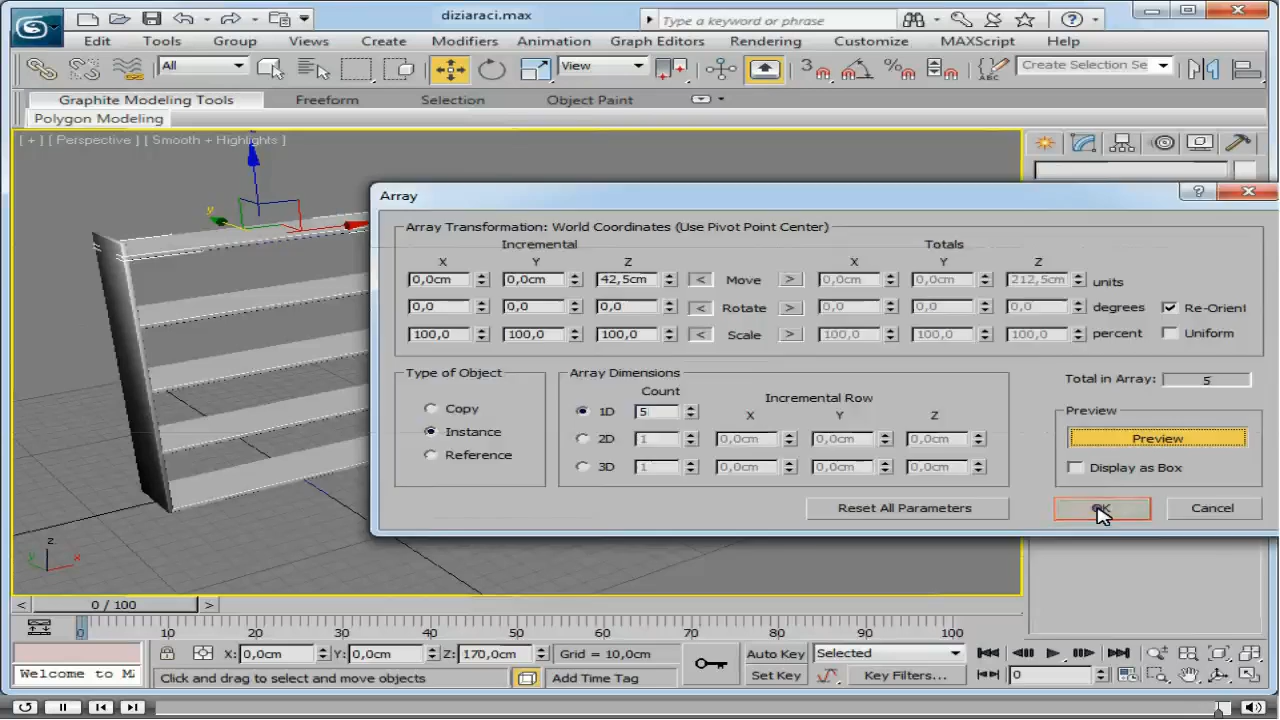 diziaraci.max
Type a keyword or phrase
Edit Tools Group Views Create Modifiers Animation Graph Editors Rendering Customize MAXScript Help
All View 3 ABC Create Selection Se
Graphite Modeling Tools Freeform Selection Object Paint
Polygon Modeling
[ + ] [ Perspective ] [ Smooth + Highlights ]
y
Array
Array Transformation: World Coordinates (Use Pivot Point Center)
Incremental Totals
X Y Z X Y Z
0,0cm 0,0cm 42,5cm < Move > 0,0cm 0,0cm 212,5cm units
0,0 0,0 0,0 < Rotate > 0,0 0,0 0,0 degrees Re-Orient
100,0 100,0 100,0 < Scale > 100,0 100,0 100,0 percent Uniform
Type of Object
Copy
Instance
Reference
Array Dimensions
Count Incremental Row
X Y Z
1D 5
2D 1 0,0cm 0,0cm 0,0cm
3D 1 0,0cm 0,0cm 0,0cm
Total in Array: 5
Preview
Preview
Display as Box
Reset All Parameters OK Cancel
z
y x
< 0 / 100 >
0 10 20 30 40 50 60 70 80 90 100
X: 0,0cm Y: 0,0cm Z: 170,0cm Grid = 10,0cm Auto Key Selected
Welcome to MA Click and drag to select and move objects Add Time Tag Set Key Key Filters... 0